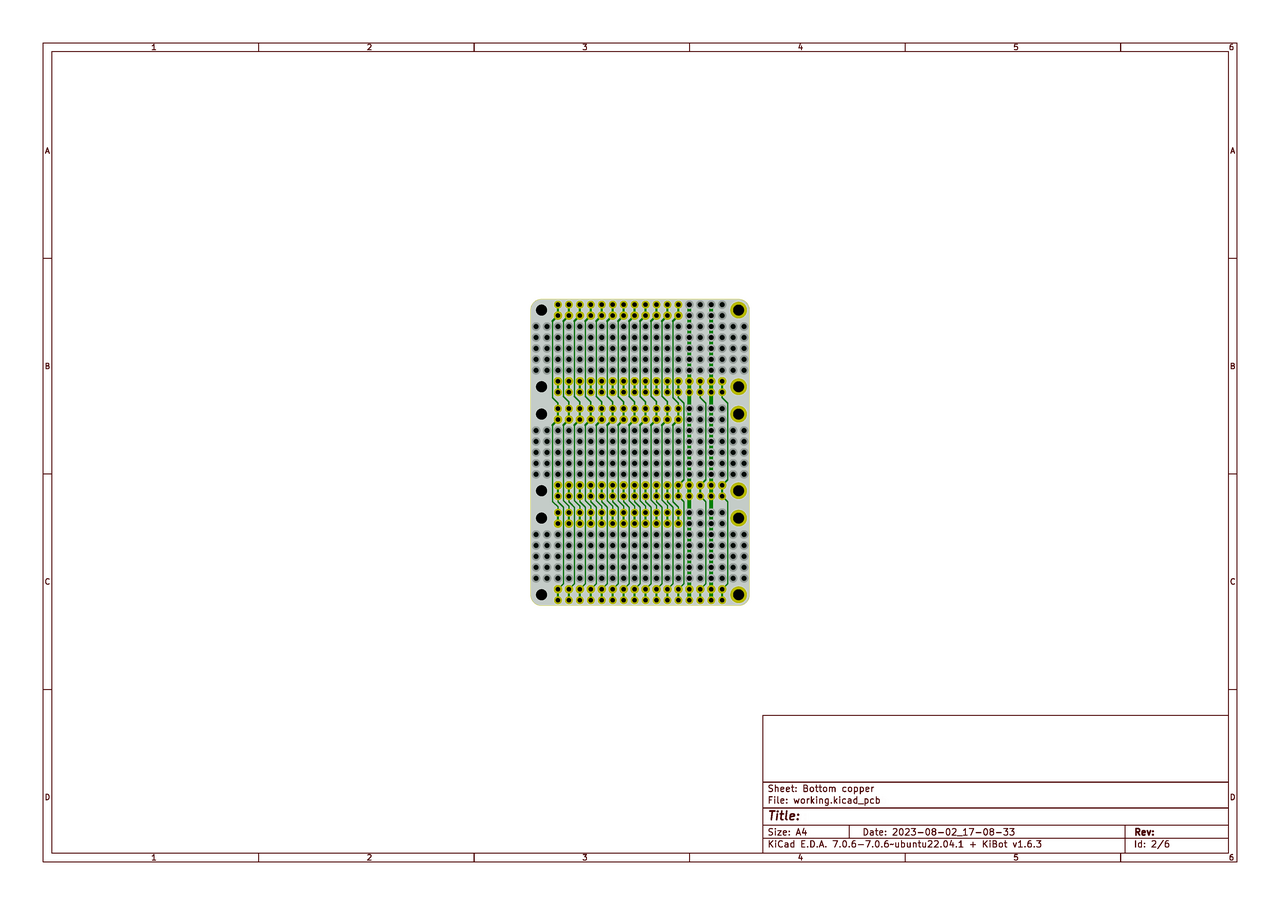 1 2 3 4 5 6
A A
B B
C C
D D
Sheet: Bottom copper
File: working.kicad_pcb
Title:
Size: A4 Date: 2023-08-02_17-08-33 Rev:
KiCad E.D.A. 7.0.6-7.0.6~ubuntu22.04.1 + KiBot v1.6.3 Id: 2/6
1 2 3 4 5 6